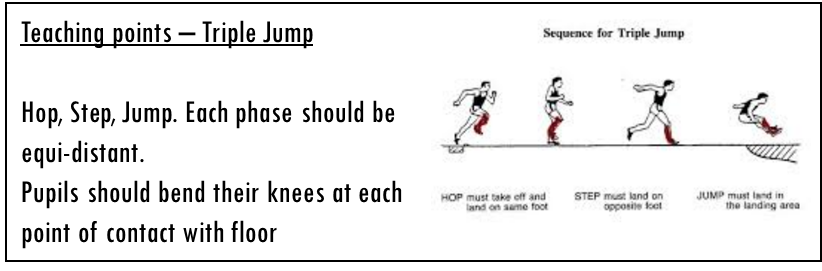 Teaching points – Triple Jump
Hop, Step, Jump. Each phase should be
equi-distant.
Pupils should bend their knees at each
point of contact with floor
Sequence for Triple Jump
HOP must take off and
land on same foot
STEP must land on
opposite foot
JUMP must land in
the landing area